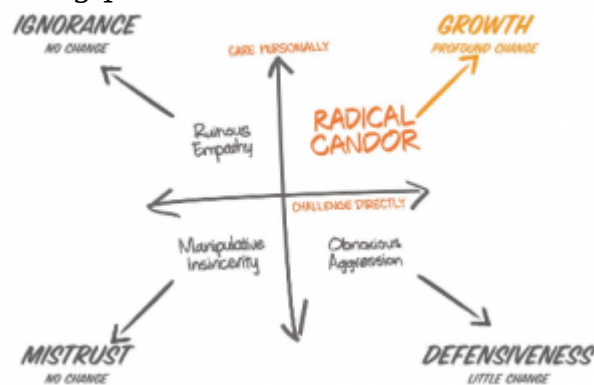 IGNORANCE
NO CHANGE
GROWTH
PROFOUND CHANGE
CARE PERSONALLY
Ruinous
Empathy
RADICAL
CANDOR
CHALLENGE DIRECTLY
Manipulative
Insincerity
Obnoxious
Aggression
MISTRUST
NO CHANGE
DEFENSIVENESS
LITTLE CHANGE